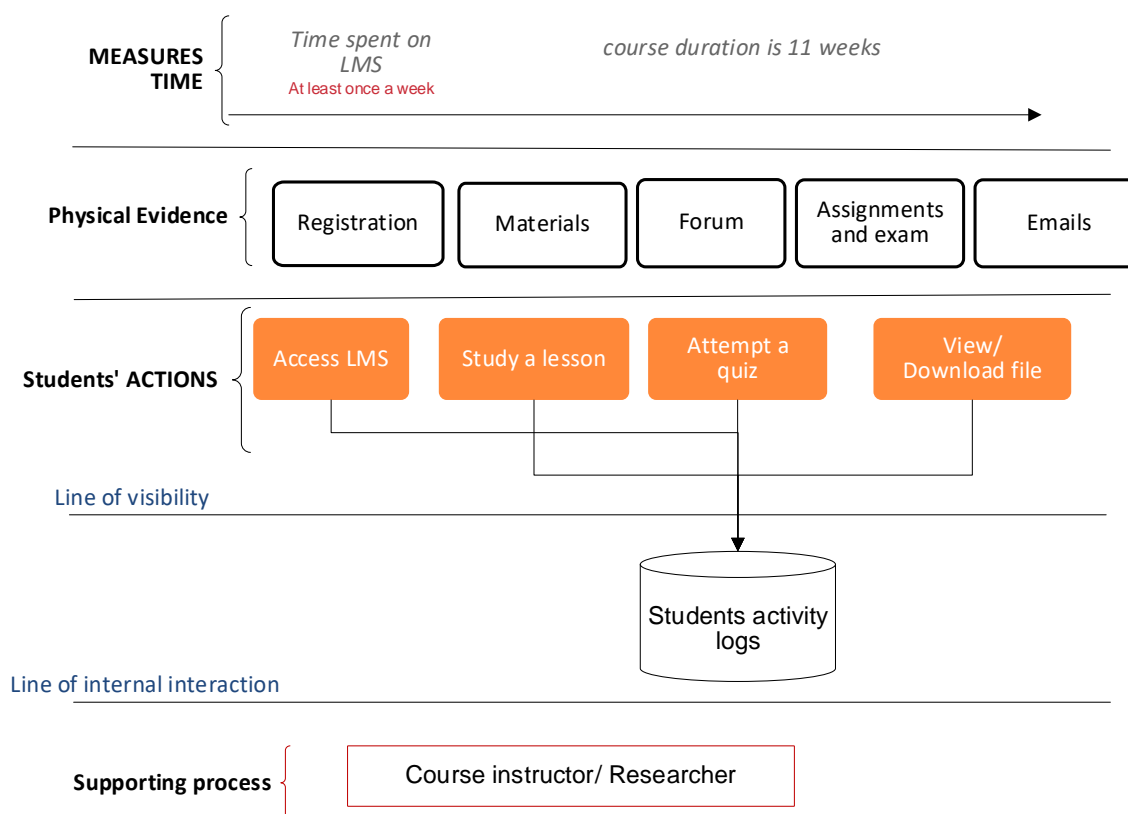 MEASURES
TIME
Time spent on
LMS
At least once a week
course duration is 11 weeks
Physical Evidence
Registration
Materials
Forum
Assignments
and exam
Emails
Students' ACTIONS
Access LMS
Study a lesson
Attempt a
quiz
View/
Download file
Line of visibility
Students activity
logs
Line of internal interaction
Supporting process
Course instructor/ Researcher